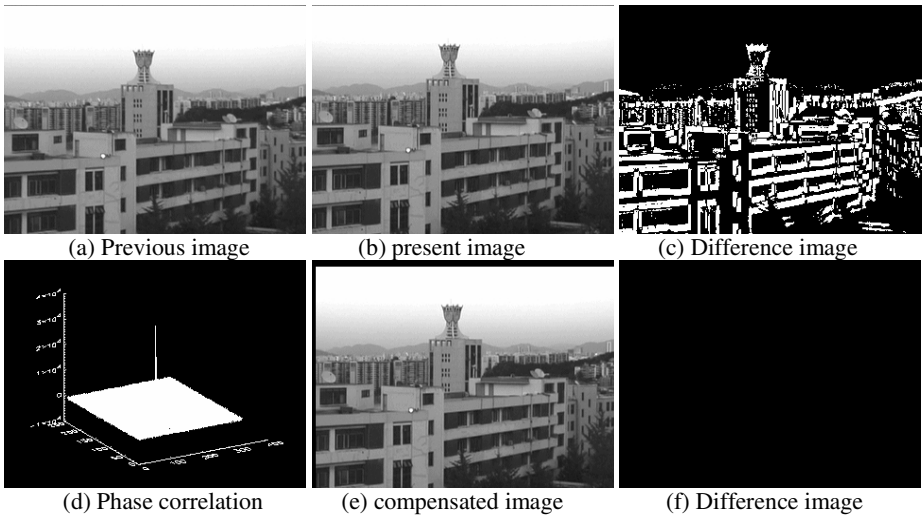 (a) Previous image
(b) present image
(c) Difference image
(d) Phase correlation
(e) compensated image
(f) Difference image